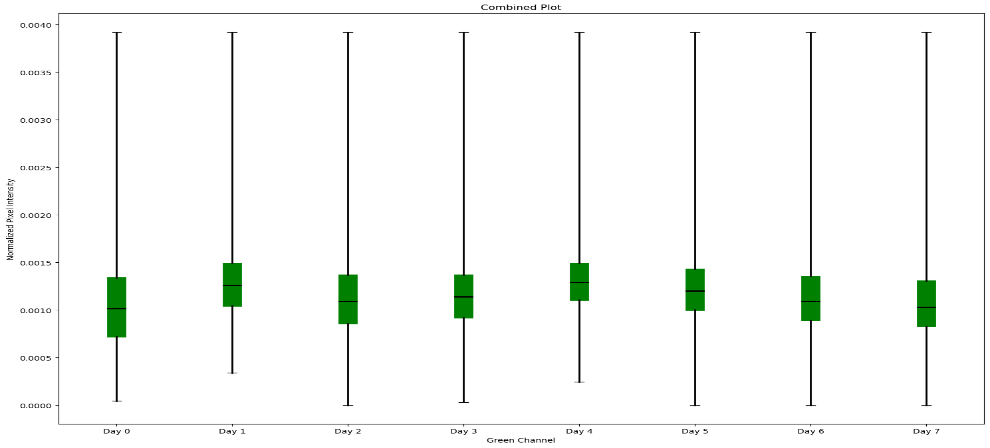 Combined Plot
0.0040
0.0035
0.0030
0.0025
0.0020
0.0015
0.0010
0.0005
0.0000
Normalized Pixel Intensity
Day 0 Day 1 Day 2 Day 3 Day 4 Day 5 Day 6 Day 7
Green Channel